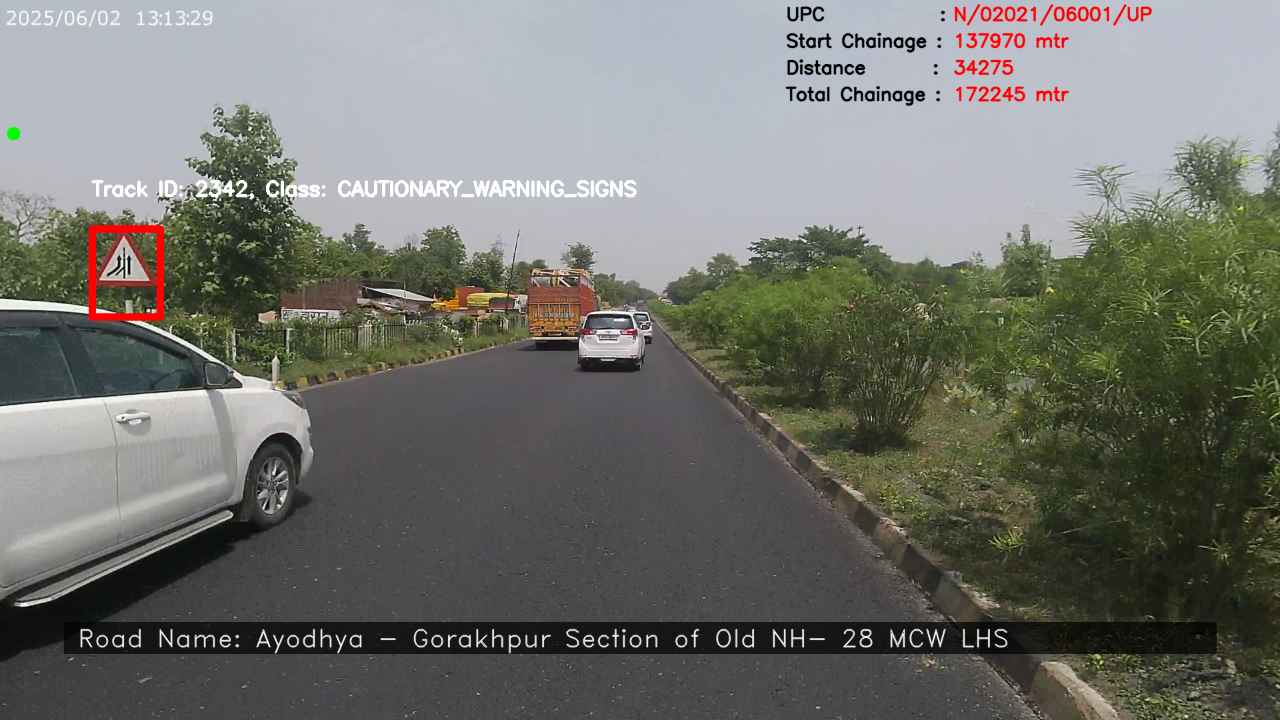 2025/06/02 13:13:29
UPC : N/02021/06001/UP
Start Chainage : 137970 mtr
Distance : 34275
Total Chainage : 172245 mtr
Track ID: 2342, Class: CAUTIONARY_WARNING_SIGNS
Road Name: Ayodhya - Gorakhpur Section of Old NH- 28 MCW LHS